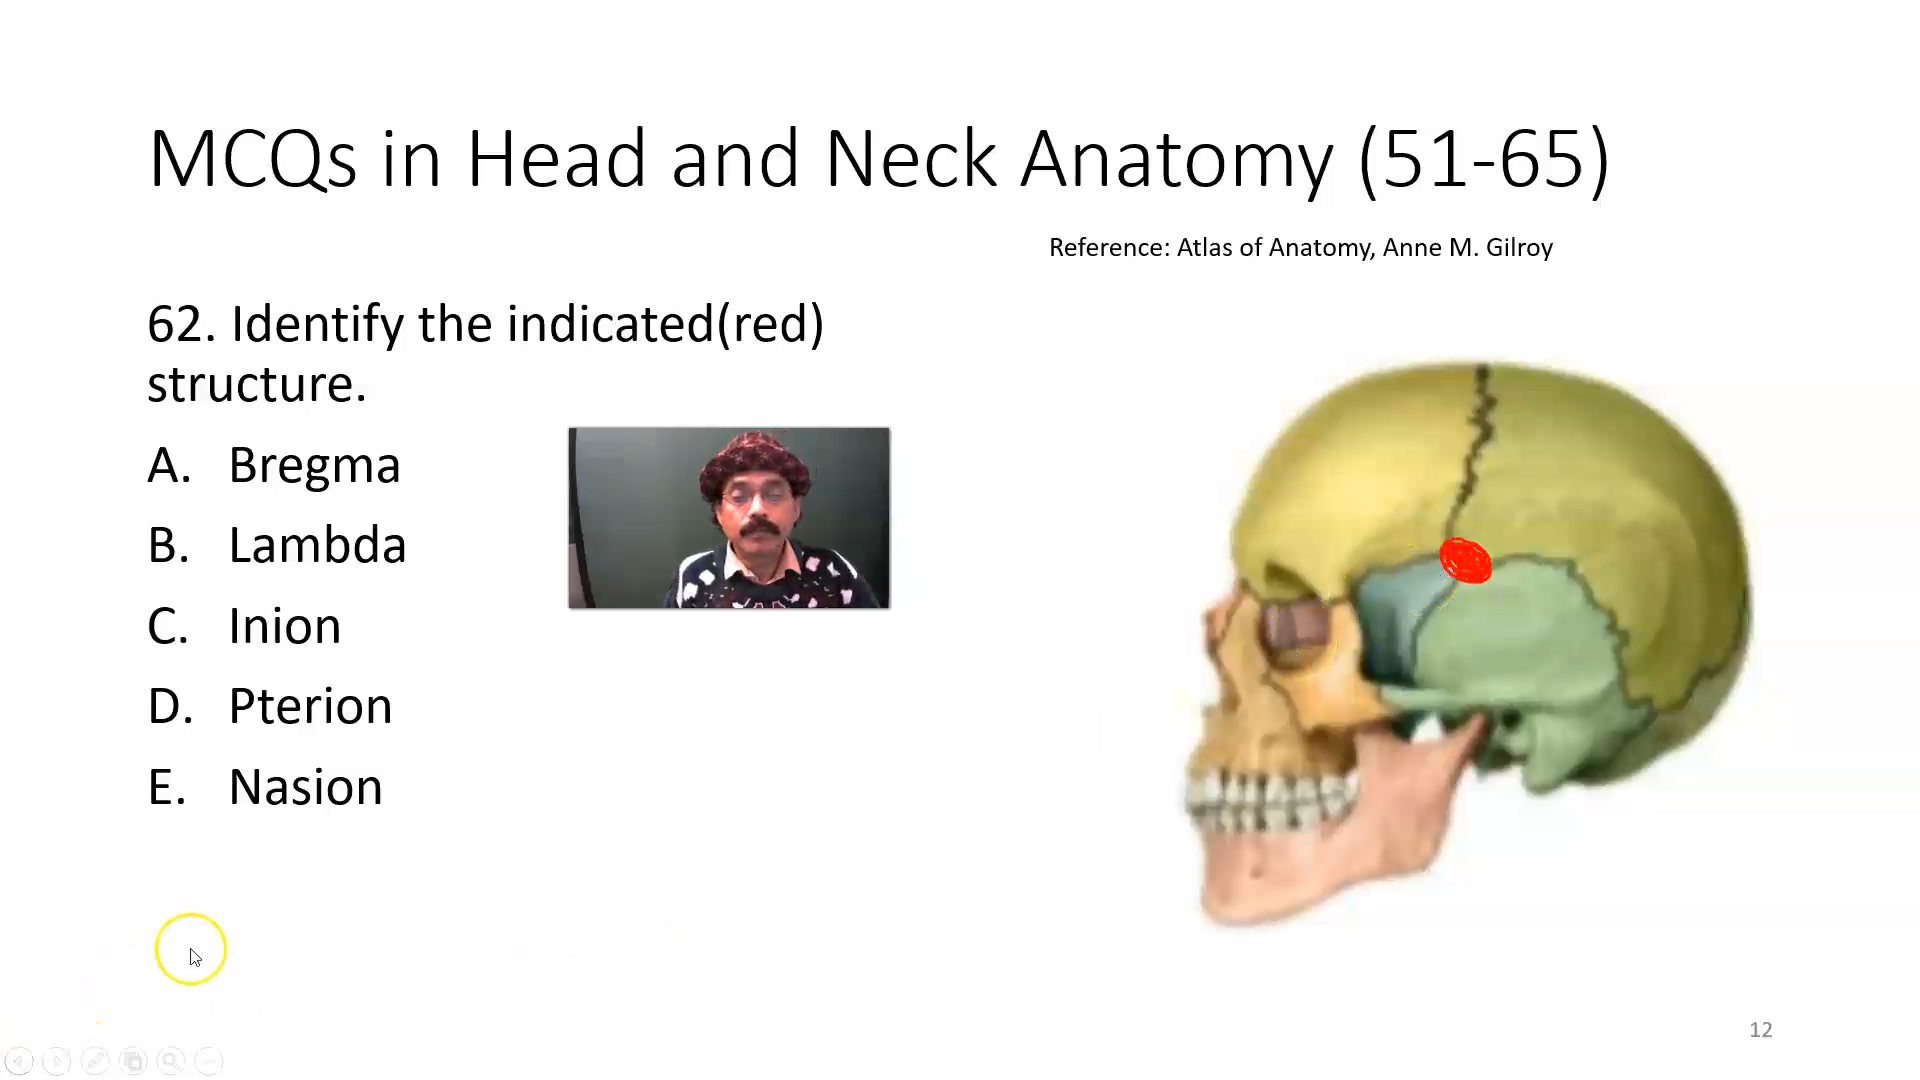 MCQs in Head and Neck Anatomy (51-65)
Reference: Atlas of Anatomy, Anne M. Gilroy
62. Identify the indicated(red)
structure.
A. Bregma
B. Lambda
C. Inion
D. Pterion
E. Nasion
12